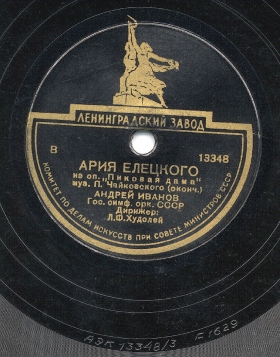 ЛЕНИНГРАДСКИЙ ЗАВОД
В 13348
АРИЯ ЕЛЕЦКОГО
из оп. „Пиковая дама"
муз. П. Чайковского (оконч.)
АНДРЕЙ ИВАНОВ
Гос. симф. орк. СССР
Дирижер:
Л.Ф.Худолей
КОМИТЕТ ПО ДЕЛАМ ИСКУССТВ ПРИ СОВЕТЕ МИНИСТРОВ СССР
13348/3 F 1629